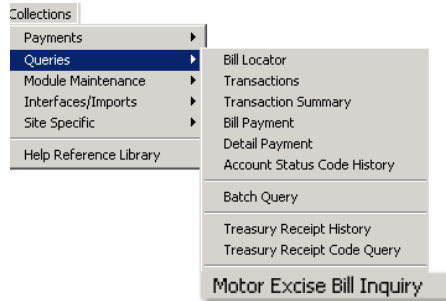 Collections
Payments
Queries
Module Maintenance
Interfaces/Imports
Site Specific
Help Reference Library
Bill Locator
Transactions
Transaction Summary
Bill Payment
Detail Payment
Account Status Code History
Batch Query
Treasury Receipt History
Treasury Receipt Code Query
Motor Excise Bill Inquiry